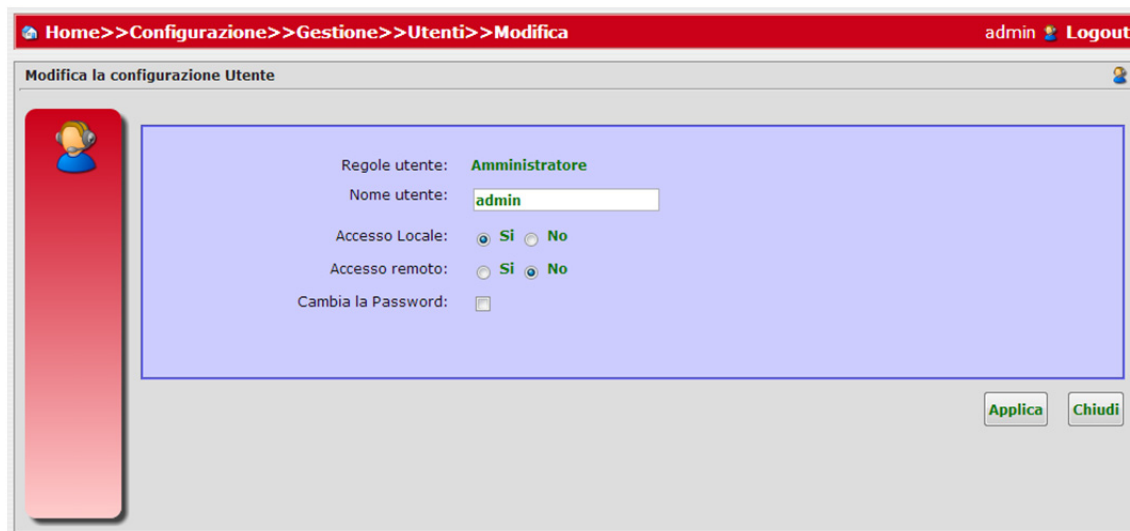 Home>>Configurazione>>Gestione>>Utenti>>Modifica admin Logout
Modifica la configurazione Utente
Regole utente: Amministratore
Nome utente: admin
Accesso Locale: Si No
Accesso remoto: Si No
Cambia la Password:
Applica Chiudi